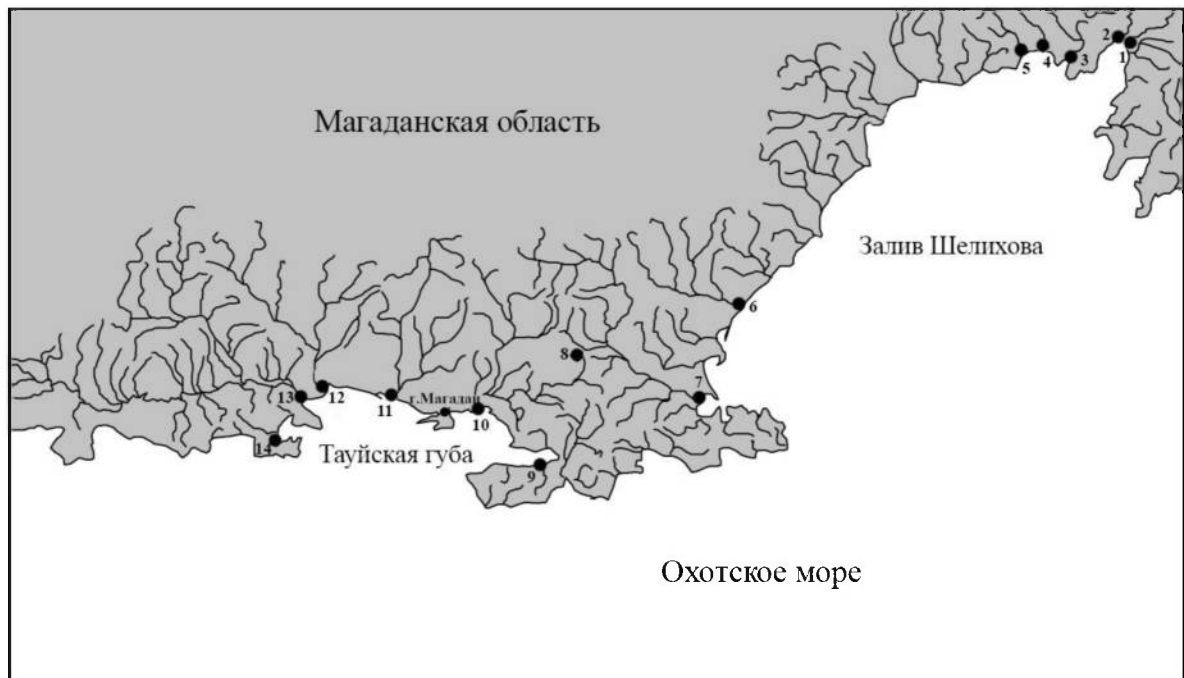 2
1
5
4
3
Магаданская область
Залив Шелихова
6
8
7
13
12
11
г.Магадан
10
14
Тауйская губа
9
Охотское море